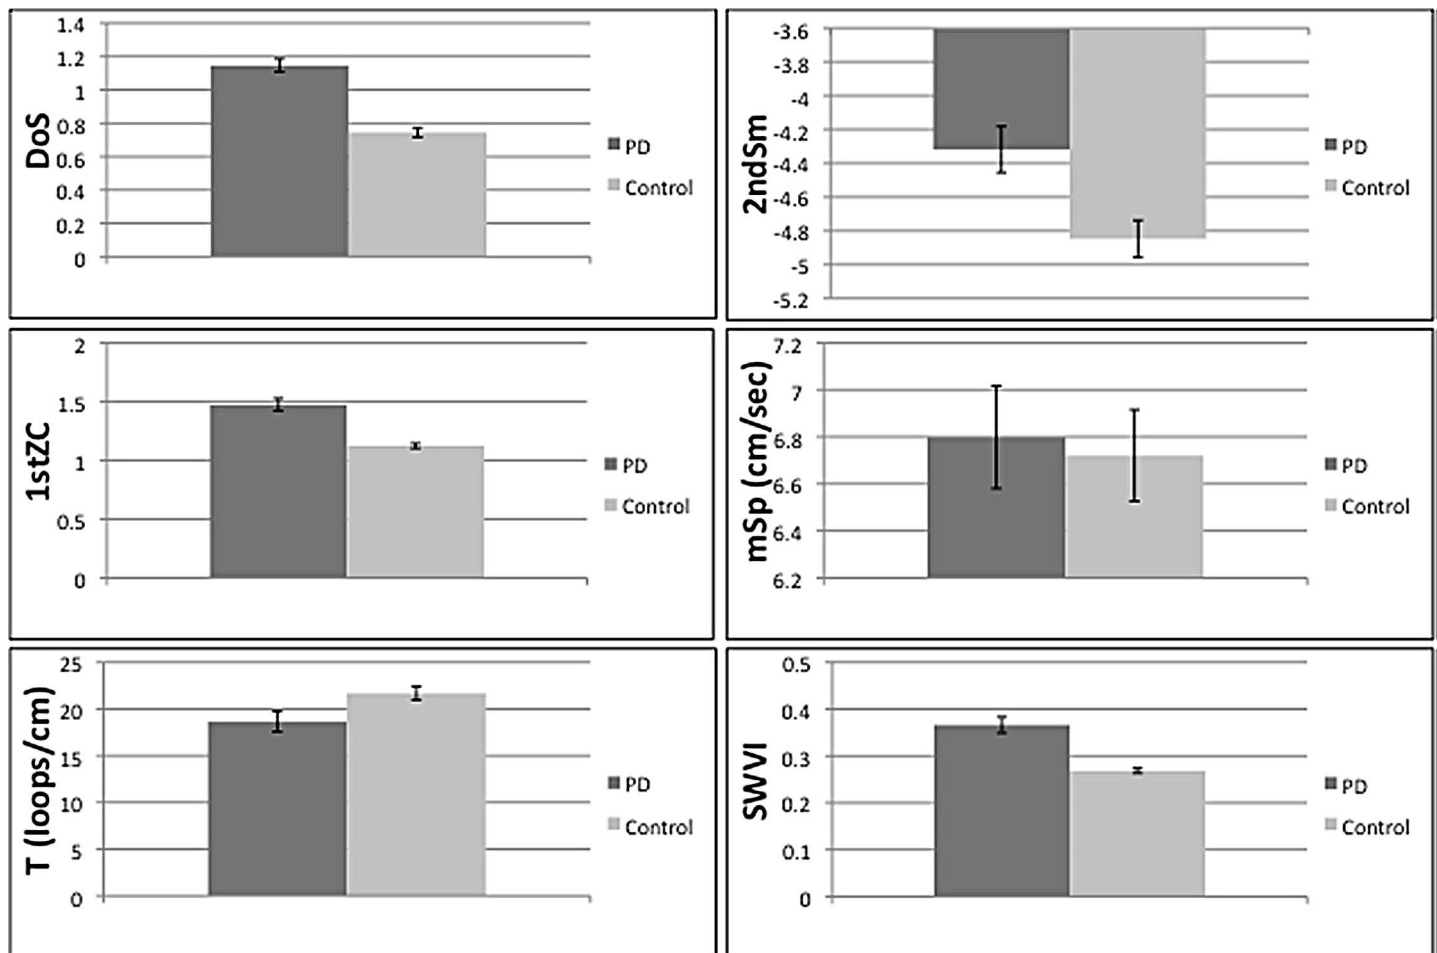 DoS
1.4
1.2
1
0.8
0.6
0.4
0.2
0
PD
Control
2ndSm
-3.6
-3.8
-4
-4.2
-4.4
-4.6
-4.8
-5
-5.2
PD
Control
1stZC
2
1.5
1
0.5
0
PD
Control
mSp (cm/sec)
7.2
7
6.8
6.6
6.4
6.2
PD
Control
T (loops/cm)
25
20
15
10
5
0
PD
Control
SWVI
0.5
0.4
0.3
0.2
0.1
0
PD
Control